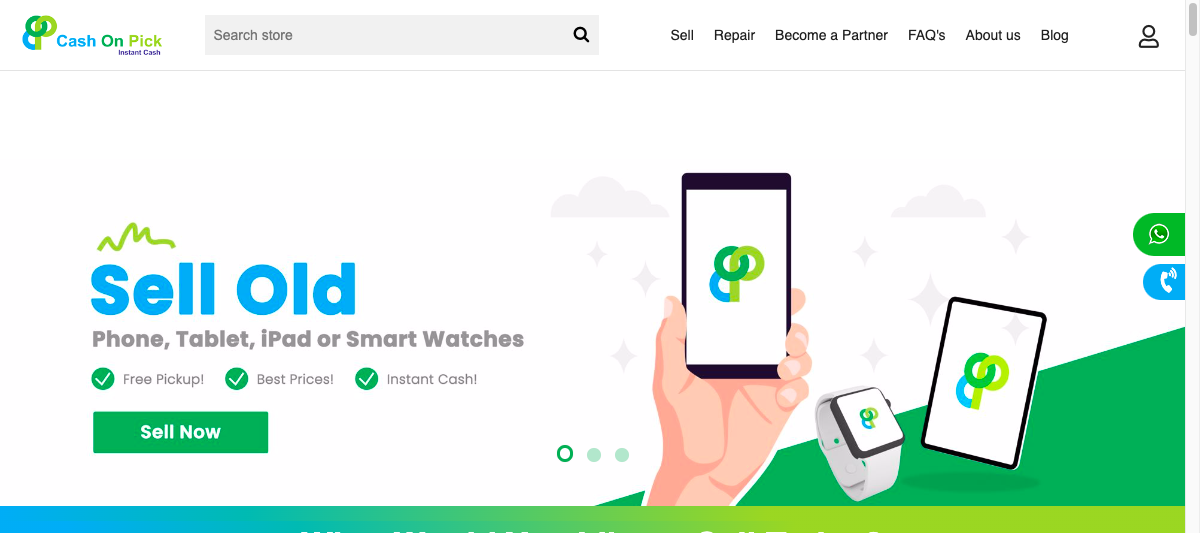 Cash On Pick
Instant Cash
Search store
Sell
Repair
Become a Partner
FAQ's
About us
Blog
Sell Old
Phone, Tablet, iPad or Smart Watches
Free Pickup!
Best Prices!
Instant Cash!
Sell Now